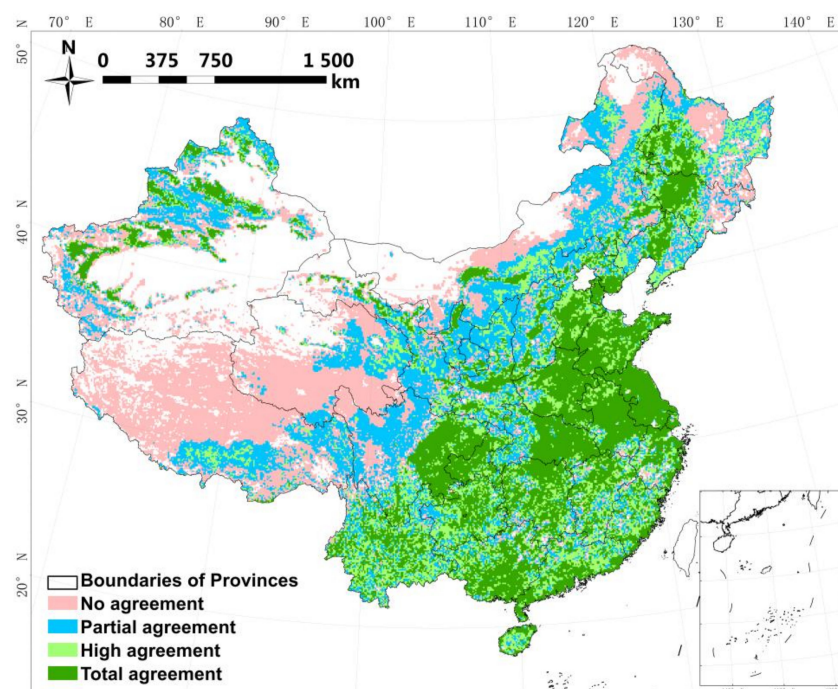 70° E 80° E 90° E 100° E 110° E 120° E 130° E 140° E
50° N
N
0 375 750 1 500
km
40° N
30° N
20° N
Boundaries of Provinces
No agreement
Partial agreement
High agreement
Total agreement